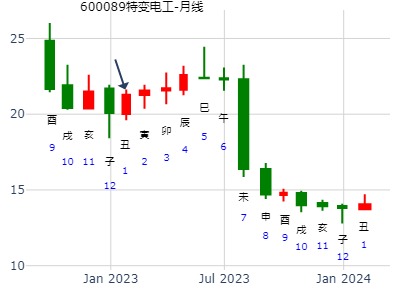 600089特变电工-月线
25
20
15
10
酉
9
戌
10
亥
11
子
12
丑
1
寅
2
卯
3
辰
4
巳
5
午
6
未
7
申
8
酉
9
戌
10
亥
11
子
12
丑
1
Jan 2023
Jul 2023
Jan 2024